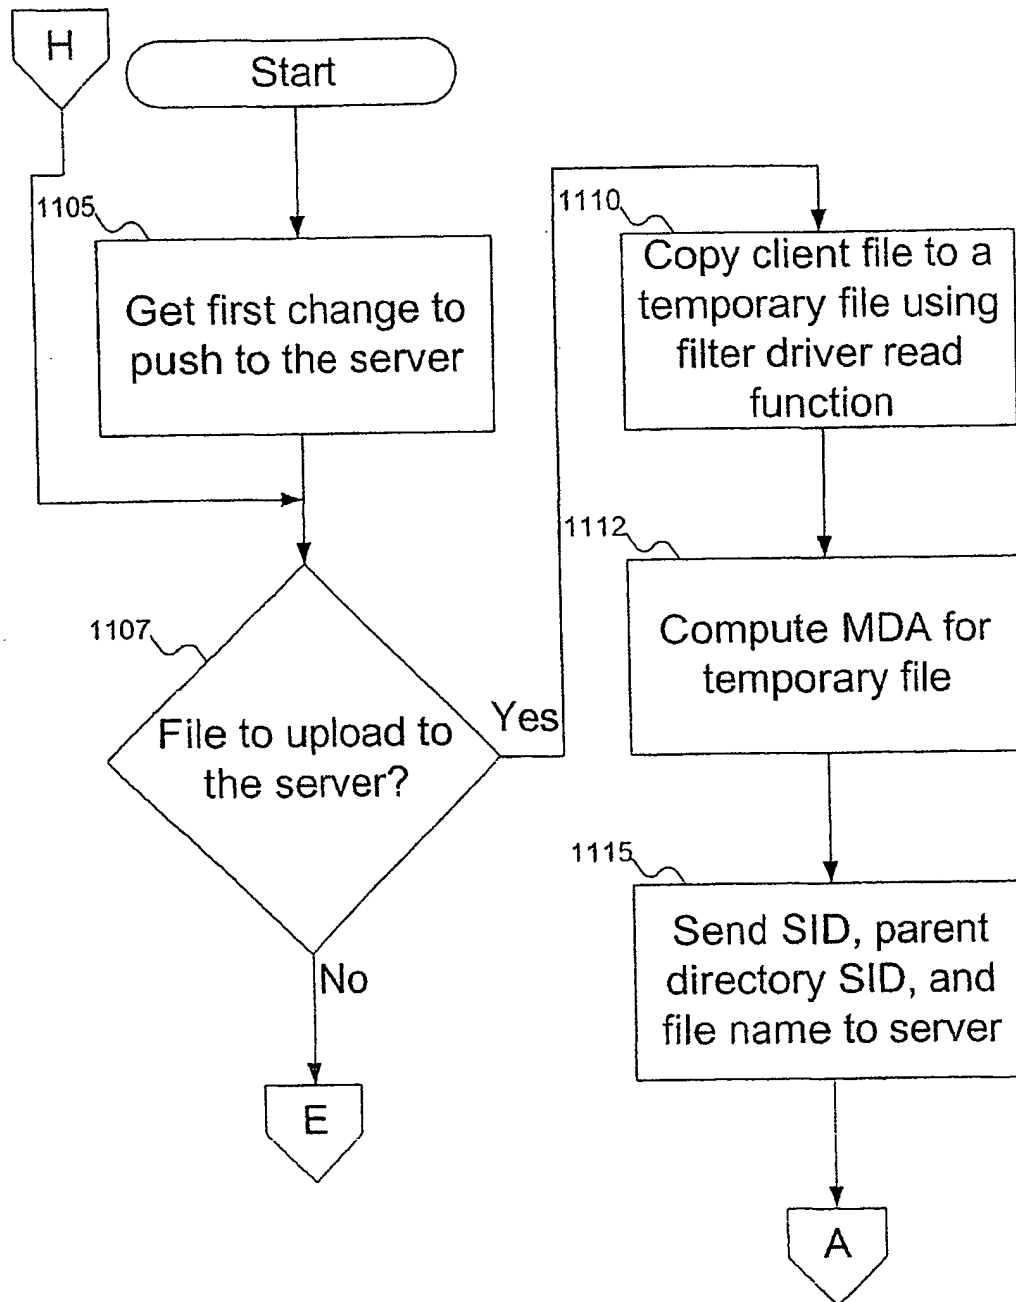 H
Start
1105
Get first change to
push to the server
1107
File to upload to
the server?
Yes
No
E
1110
Copy client file to a
temporary file using
filter driver read
function
1112
Compute MDA for
temporary file
1115
Send SID, parent
directory SID, and
file name to server
A